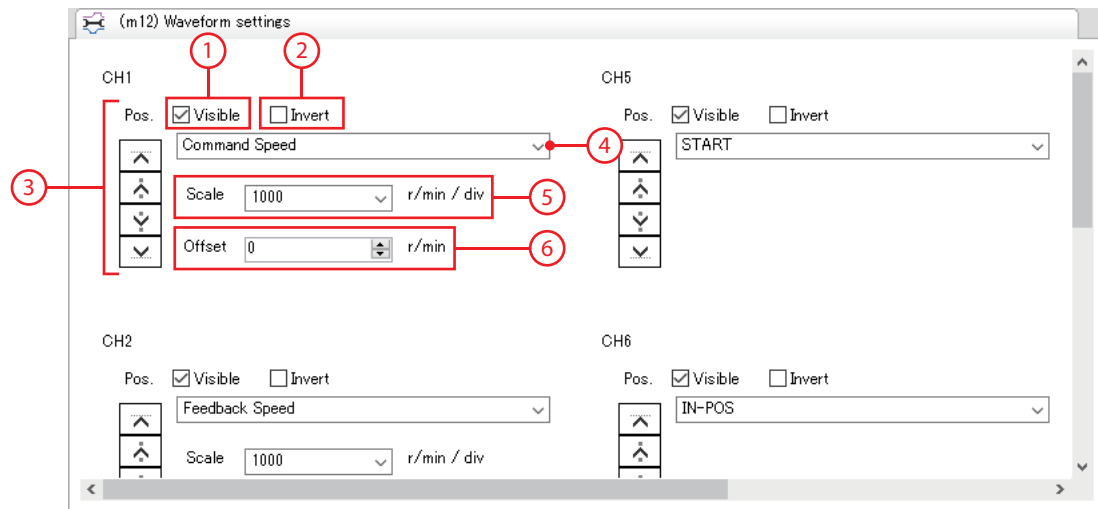 (m12) Waveform settings
1 2
CH1 CH5
Pos. Visible Invert Pos. Visible Invert
Command Speed 4 START
3 Scale 1000 r/min / div 5
Offset 0 r/min 6
CH2 CH6
Pos. Visible Invert Pos. Visible Invert
Feedback Speed IN-POS
Scale 1000 r/min / div